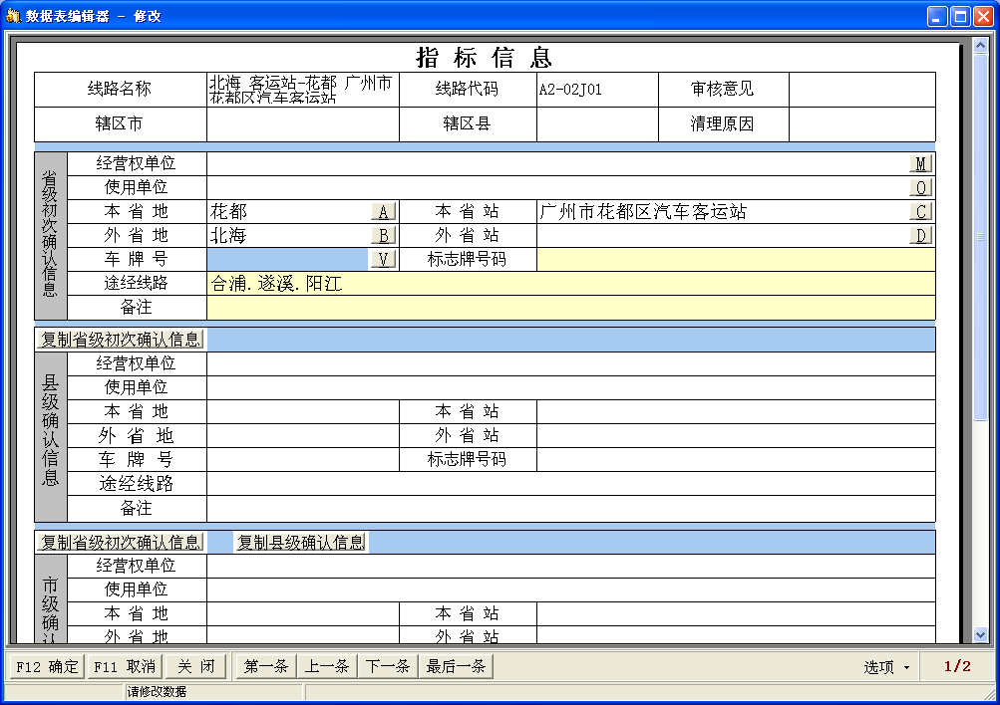 数据表编辑器 - 修改
指 标 信 息
线路名称 北海 客运站-花都 广州市花都区汽车客运站 线路代码 A2-02J01 审核意见
辖区市 辖区县 清理原因
省级初次确认信息
经营权单位 M
使用单位 O
本 省 地 花都 A 本 省 站 广州市花都区汽车客运站 C
外 省 地 北海 B 外 省 站 D
车 牌 号 V 标志牌号码
途经线路 合浦. 遂溪. 阳江
备注
复制省级初次确认信息
县级确认信息
经营权单位
使用单位
本 省 地 本 省 站
外 省 地 外 省 站
车 牌 号 标志牌号码
途经线路
备注
复制省级初次确认信息 复制县级确认信息
市级确认
经营权单位
使用单位
本 省 地 本 省 站
外 省 地 外 省 站
F12 确定 F11 取消 关 闭 第一条 上一条 下一条 最后一条 选项 1/2
请修改数据